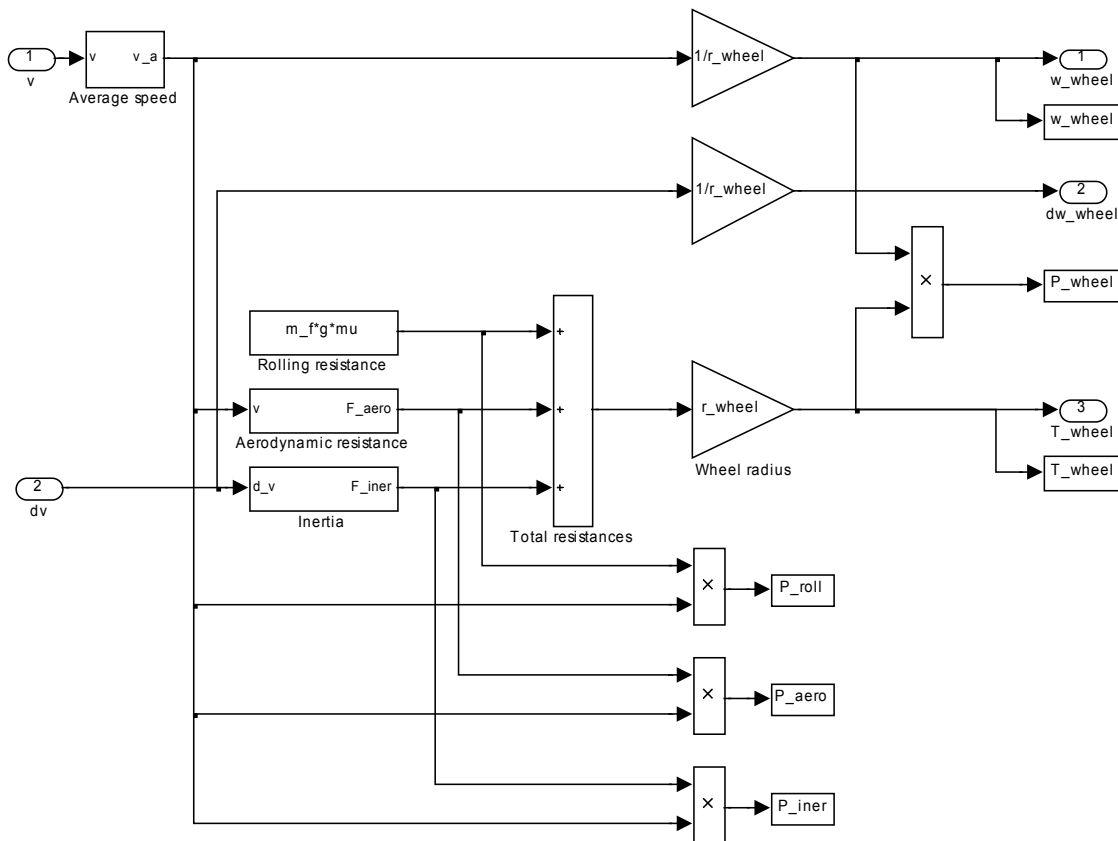 1
v
v v_a
Average speed
1/r_wheel
1
w_wheel
w_wheel
1/r_wheel
2
dw_wheel
×
P_wheel
m_f*g*mu
Rolling resistance
+
v F_aero
Aerodynamic resistance
+
r_wheel
Wheel radius
3
T_wheel
T_wheel
2
dv
d_v F_iner
Inertia
+
Total resistances
×
P_roll
×
P_aero
×
P_iner